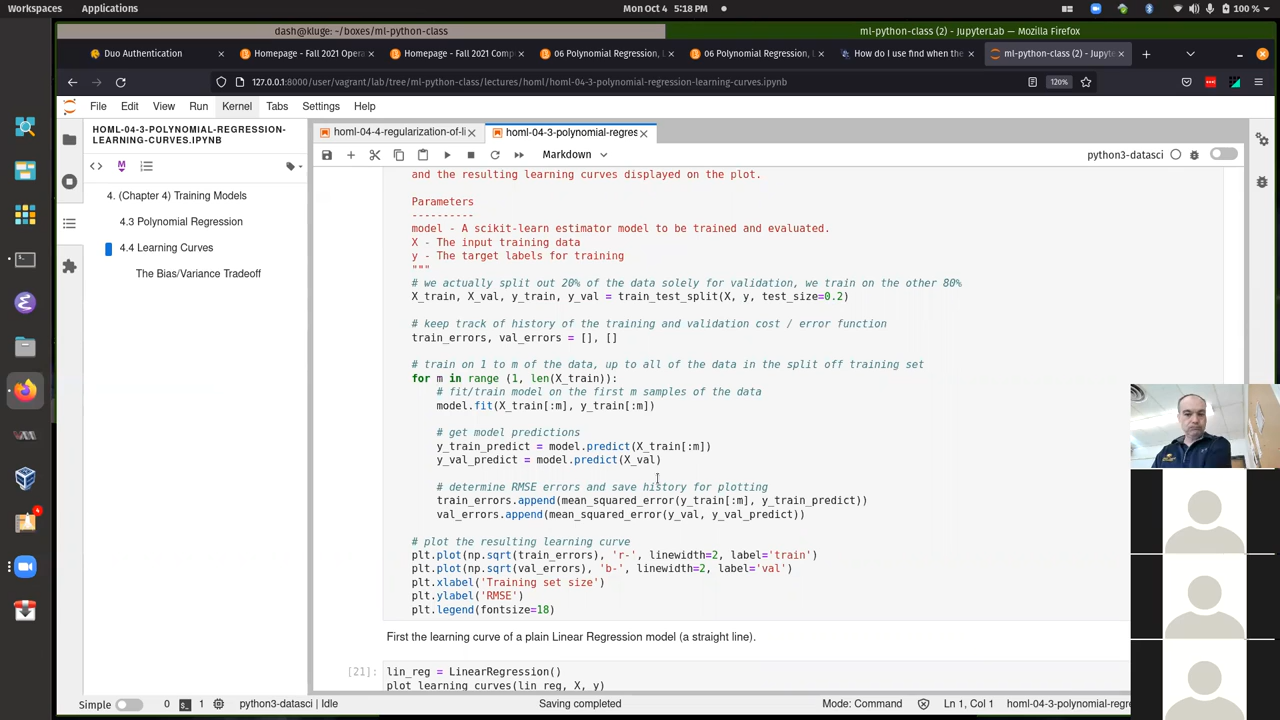 Workspaces
Applications
Mon Oct 4
5:18 PM
100 %
dash@kluge:~/boxes/ml-python-class
ml-python-class (2) - JupyterLab — Mozilla Firefox
Duo Authentication
Homepage - Fall 2021 Opera
Homepage - Fall 2021 Comp
06 Polynomial Regression, L
06 Polynomial Regression, L
How do I use find when the
ml-python-class (2) - Jupyte
127.0.0.1:8000/user/vagrant/lab/tree/ml-python-class/lectures/homl/homl-04-3-polynomial-regression-learning-curves.ipynb
120%
File
Edit
View
Run
Kernel
Tabs
Settings
Help
HOML-04-3-POLYNOMIAL-REGRESSION-
LEARNING-CURVES.IPYNB
4. (Chapter 4) Training Models
4.3 Polynomial Regression
4.4 Learning Curves
The Bias/Variance Tradeoff
homl-04-4-regularization-of-li
homl-04-3-polynomial-regres
Markdown
python3-datasci
and the resulting learning curves displayed on the plot.
Parameters
----------
model - A scikit-learn estimator model to be trained and evaluated.
X - The input training data
y - The target labels for training
"""
# we actually split out 20% of the data solely for validation, we train on the other 80%
X_train, X_val, y_train, y_val = train_test_split(X, y, test_size=0.2)
# keep track of history of the training and validation cost / error function
train_errors, val_errors = [], []
# train on 1 to m of the data, up to all of the data in the split off training set
for m in range (1, len(X_train)):
# fit/train model on the first m samples of the data
model.fit(X_train[:m], y_train[:m])
# get model predictions
y_train_predict = model.predict(X_train[:m])
y_val_predict = model.predict(X_val)
# determine RMSE errors and save history for plotting
train_errors.append(mean_squared_error(y_train[:m], y_train_predict))
val_errors.append(mean_squared_error(y_val, y_val_predict))
# plot the resulting learning curve
plt.plot(np.sqrt(train_errors), 'r-', linewidth=2, label='train')
plt.plot(np.sqrt(val_errors), 'b-', linewidth=2, label='val')
plt.xlabel('Training set size')
plt.ylabel('RMSE')
plt.legend(fontsize=18)
First the learning curve of a plain Linear Regression model (a straight line).
[21]:
lin_reg = LinearRegression()
plot_learning_curves(lin_reg, X, y)
Simple
0
1
python3-datasci | Idle
Saving completed
Mode: Command
Ln 1, Col 1
homl-04-3-polynomial-regre